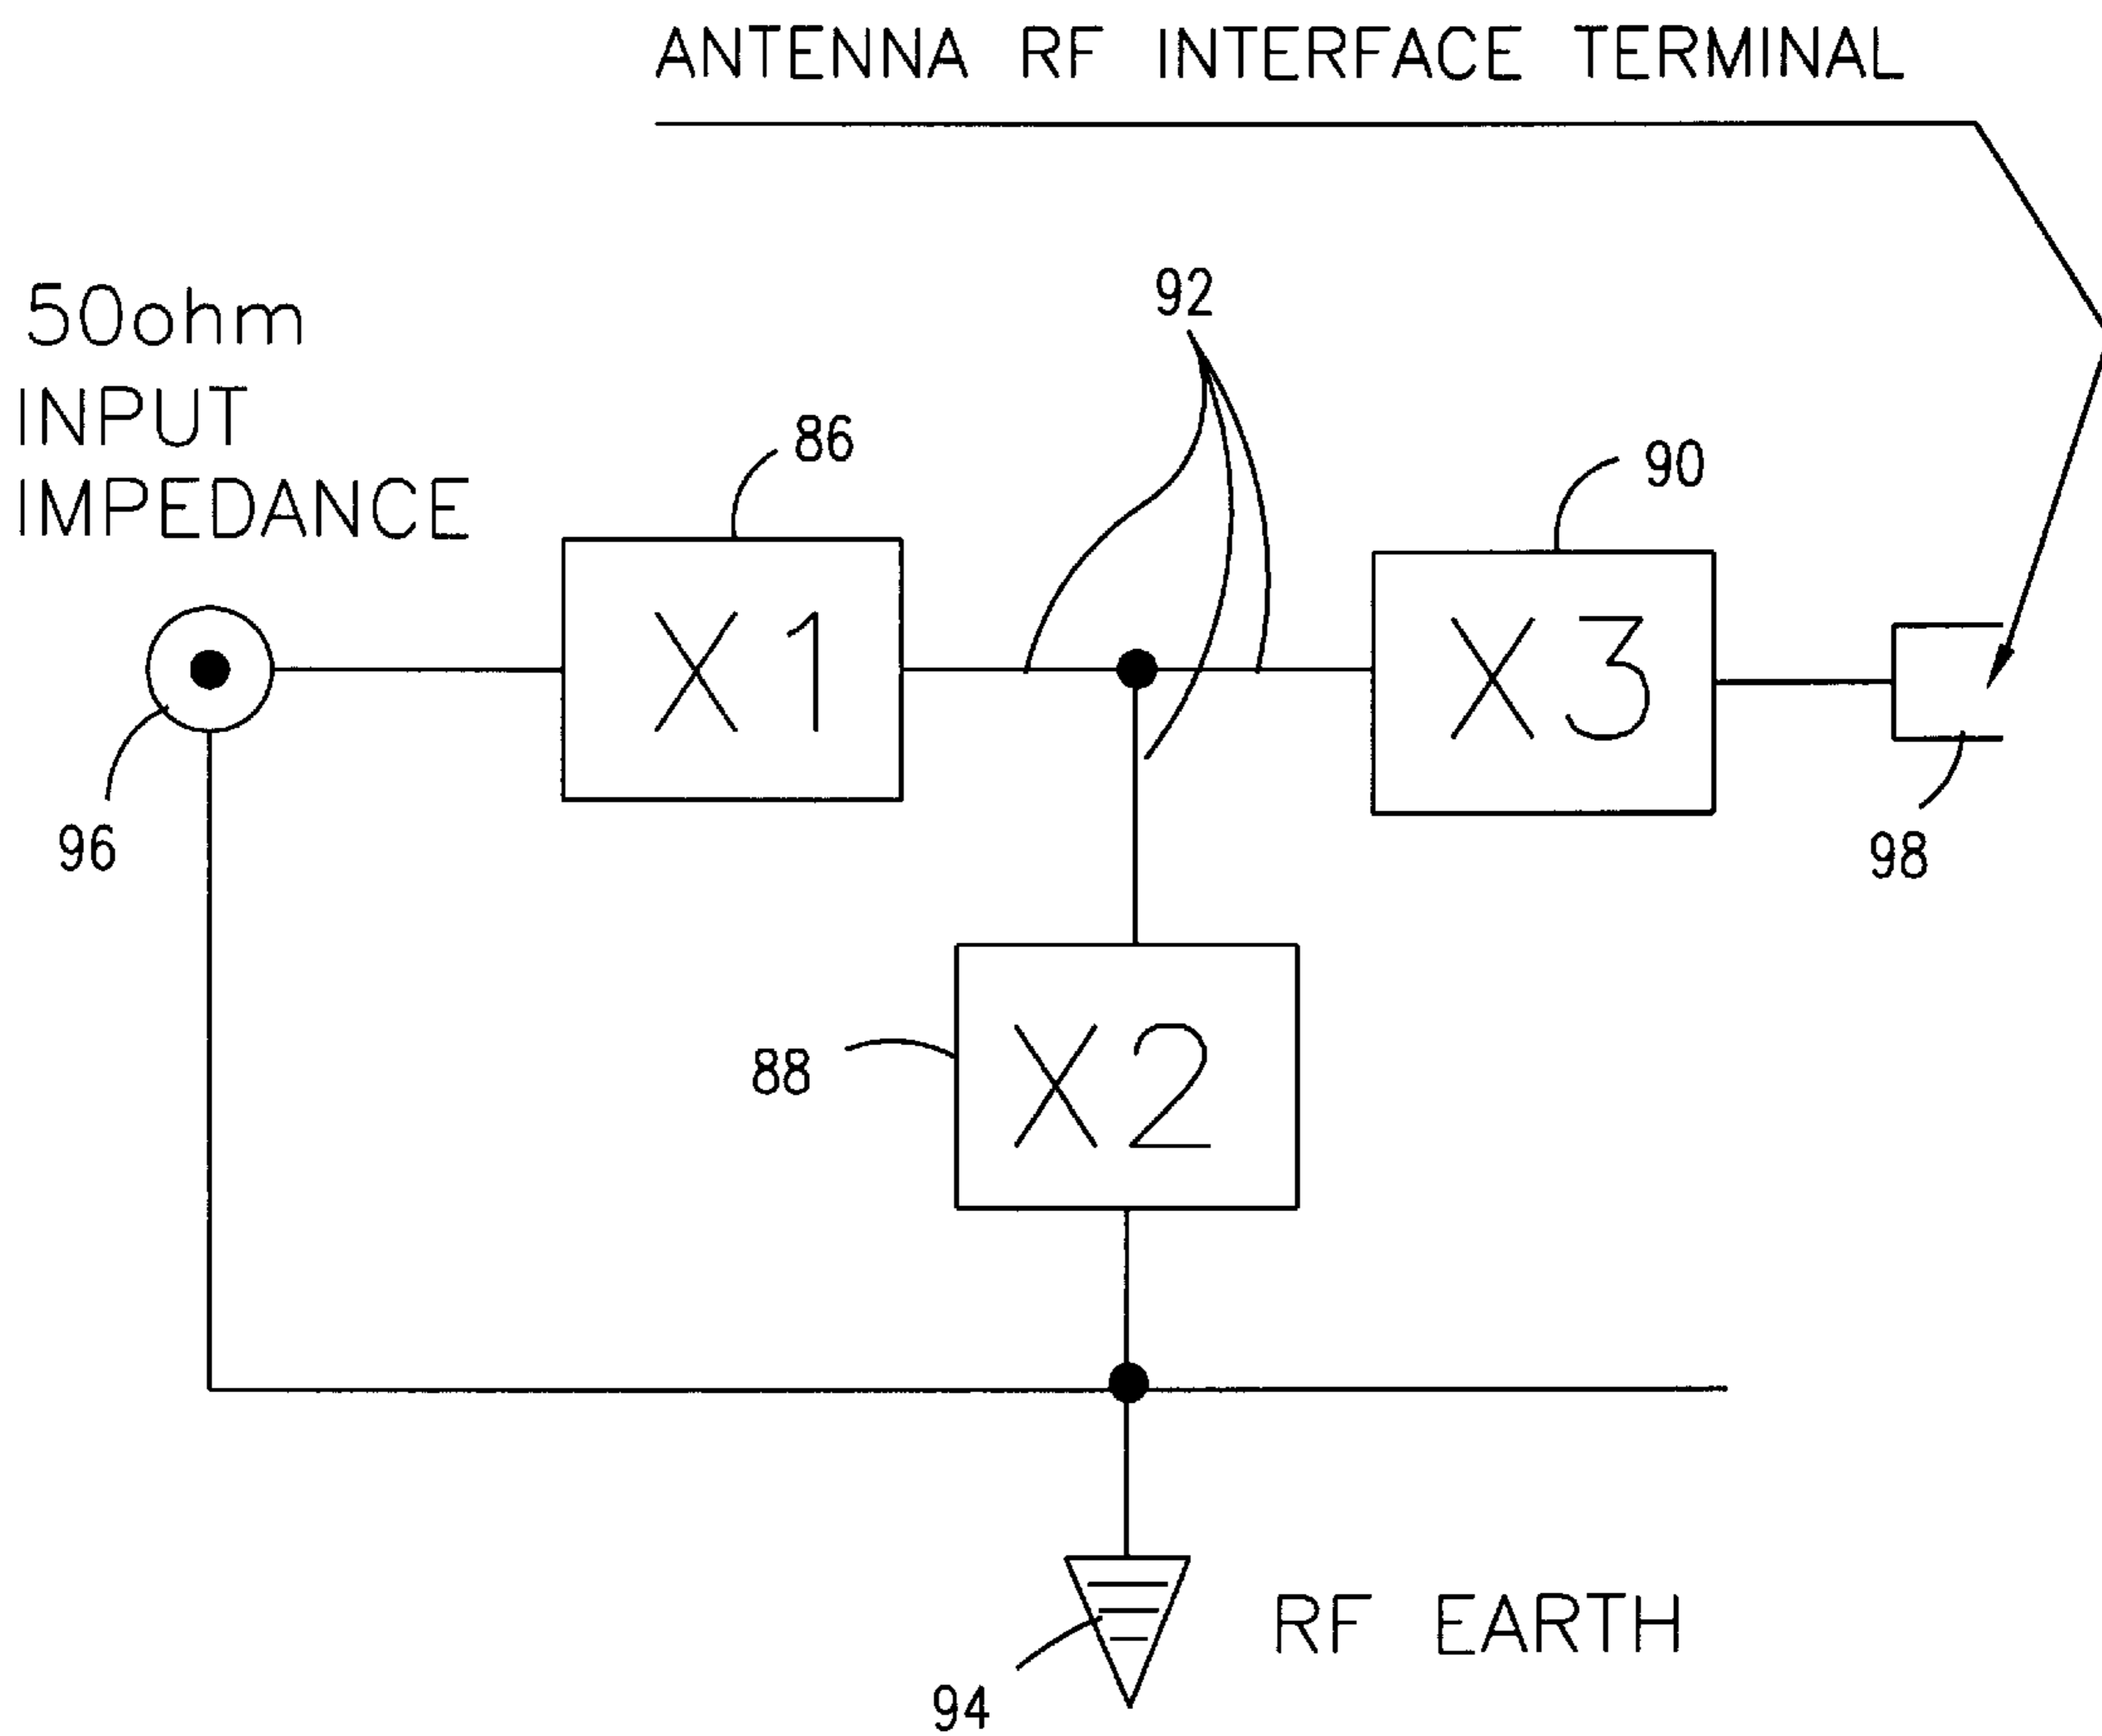 ANTENNA RF INTERFACE TERMINAL
92
50ohm
INPUT
IMPEDANCE
86
90
X1
X3
96
98
X2
88
RF EARTH
94